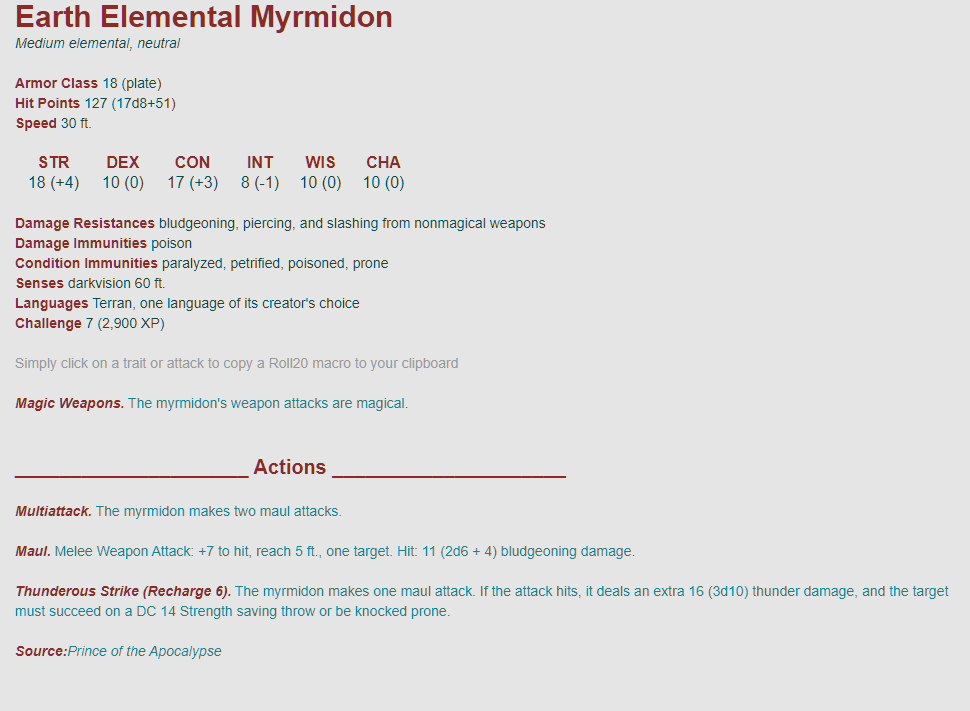 Earth Elemental Myrmidon
Medium elemental, neutral
Armor Class 18 (plate)
Hit Points 127 (17d8+51)
Speed 30 ft.
STR DEX CON INT WIS CHA
18 (+4) 10 (0) 17 (+3) 8 (-1) 10 (0) 10 (0)
Damage Resistances bludgeoning, piercing, and slashing from nonmagical weapons
Damage Immunities poison
Condition Immunities paralyzed, petrified, poisoned, prone
Senses darkvision 60 ft.
Languages Terran, one language of its creator's choice
Challenge 7 (2,900 XP)
Simply click on a trait or attack to copy a Roll20 macro to your clipboard
Magic Weapons. The myrmidon's weapon attacks are magical.
_____________________ Actions _____________________
Multiattack. The myrmidon makes two maul attacks.
Maul. Melee Weapon Attack: +7 to hit, reach 5 ft., one target. Hit: 11 (2d6 + 4) bludgeoning damage.
Thunderous Strike (Recharge 6). The myrmidon makes one maul attack. If the attack hits, it deals an extra 16 (3d10) thunder damage, and the target
must succeed on a DC 14 Strength saving throw or be knocked prone.
Source:Prince of the Apocalypse